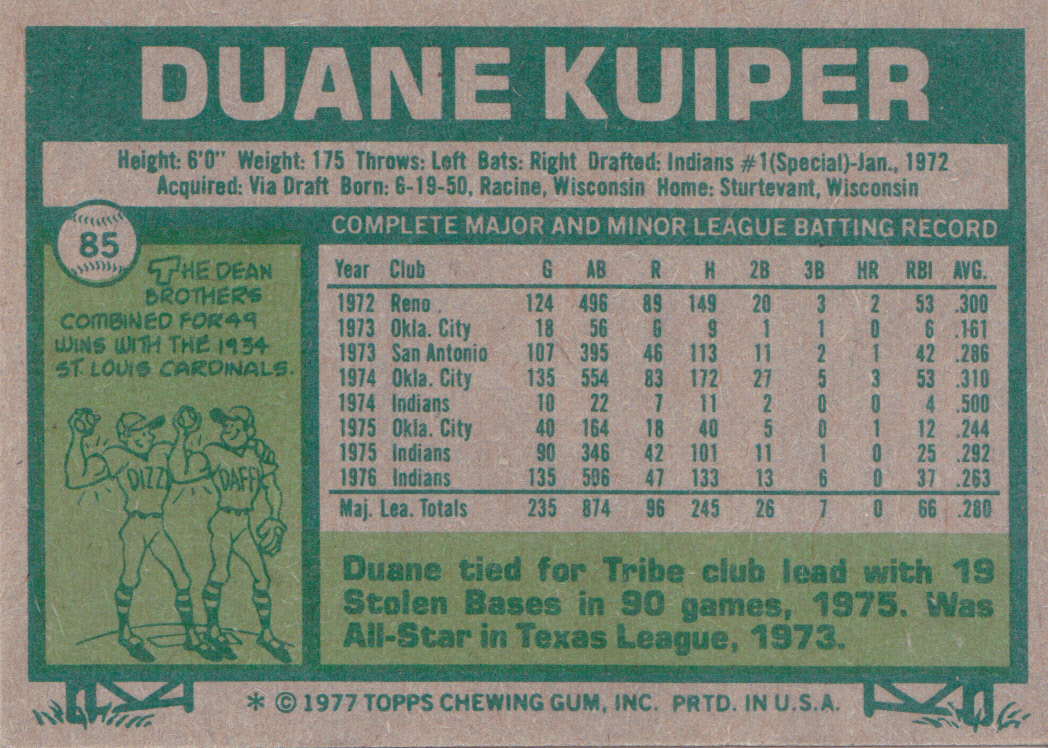 DUANE KUIPER
Height: 6'0" Weight: 175 Throws: Left Bats: Right Drafted: Indians #1(Special)-Jan., 1972
Acquired: Via Draft Born: 6-19-50, Racine, Wisconsin Home: Sturtevant, Wisconsin
85
THE DEAN
BROTHERS
COMBINED FOR 49
WINS WITH THE 1934
ST. LOUIS CARDINALS.
DIZZ
DAFF
COMPLETE MAJOR AND MINOR LEAGUE BATTING RECORD
Year Club G AB R H 2B 3B HR RBI AVG.
1972 Reno 124 496 89 149 20 3 2 53 .300
1973 Okla. City 18 56 6 9 1 1 0 6 .161
1973 San Antonio 107 395 46 113 11 2 1 42 .286
1974 Okla. City 135 554 83 172 27 5 3 53 .310
1974 Indians 10 22 7 11 2 0 0 4 .500
1975 Okla. City 40 164 18 40 5 0 1 12 .244
1975 Indians 90 346 42 101 11 1 0 25 .292
1976 Indians 135 506 47 133 13 6 0 37 .263
Maj. Lea. Totals 235 874 96 245 26 7 0 66 .280
Duane tied for Tribe club lead with 19
Stolen Bases in 90 games, 1975. Was
All-Star in Texas League, 1973.
* © 1977 TOPPS CHEWING GUM, INC. PRTD. IN U.S.A.